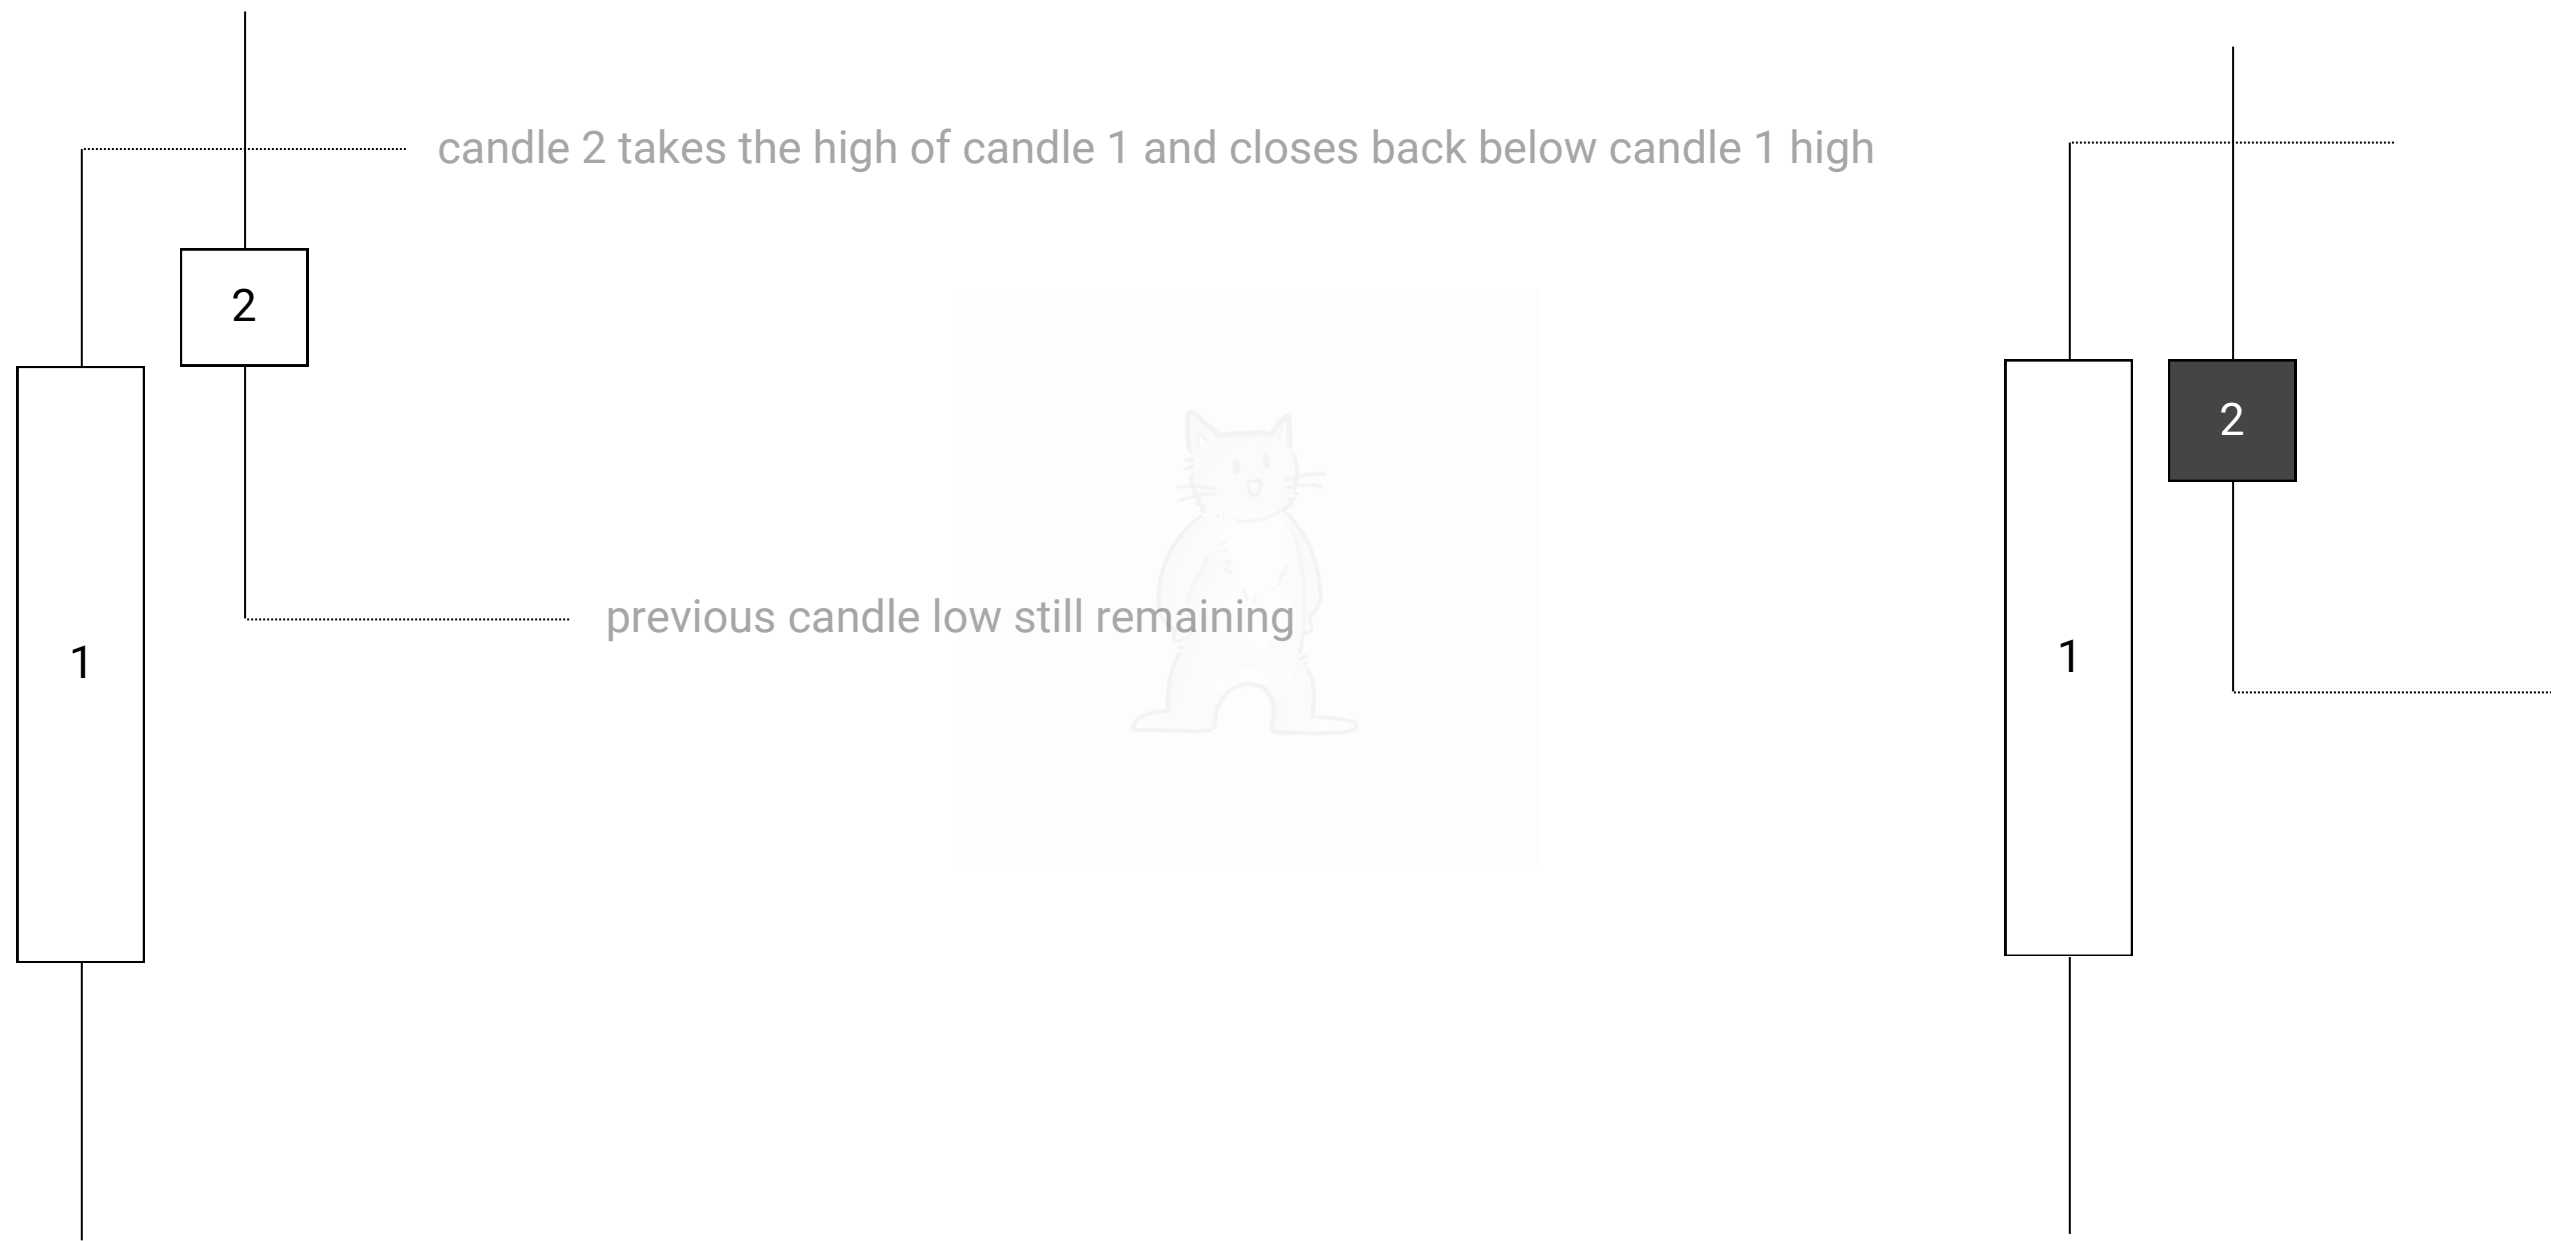 candle 2 takes the high of candle 1 and closes back below candle 1 high
2
2
previous candle low still remaining
1
1